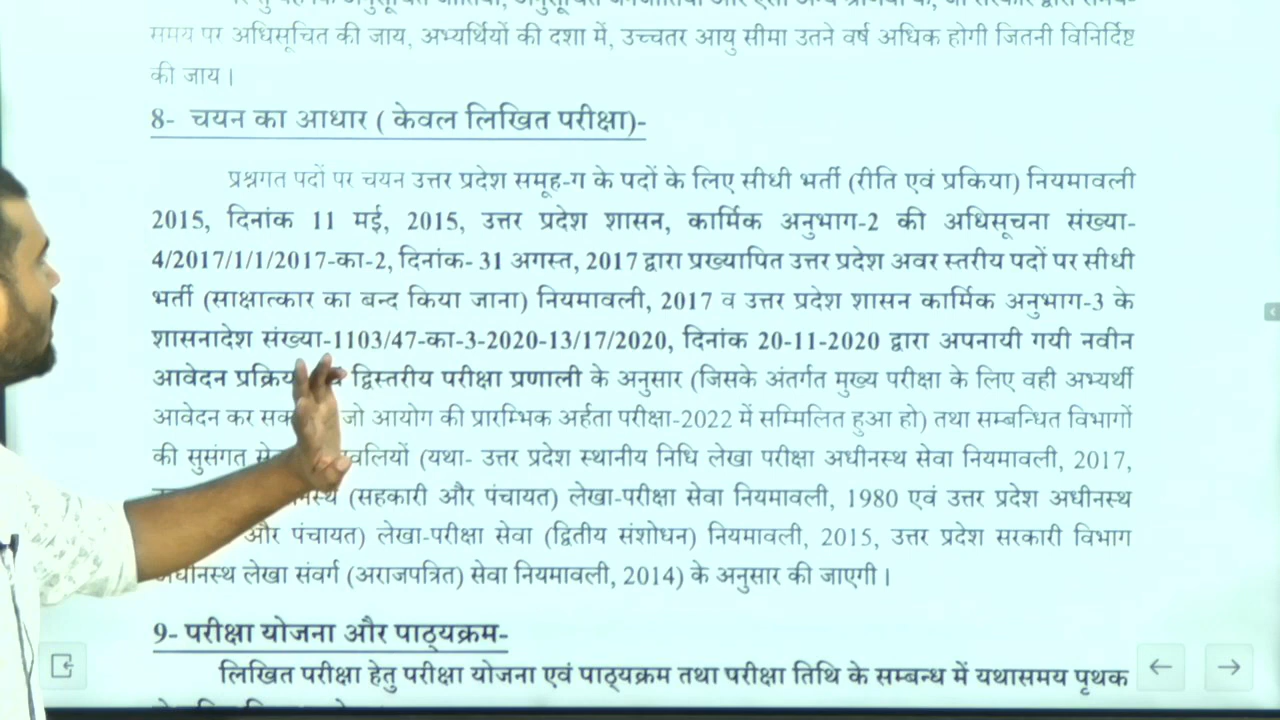 समय पर अधिसूचित की जाय, अभ्यर्थियों की दशा में, उच्चतर आयु सीमा उतने वर्ष अधिक होगी जितनी विनिर्दिष्ट
की जाय।
8- चयन का आधार ( केवल लिखित परीक्षा)-
प्रश्नगत पदों पर चयन उत्तर प्रदेश समूह-ग के पदों के लिए सीधी भर्ती (रीति एवं प्रकिया) नियमावली
2015, दिनांक 11 मई, 2015, उत्तर प्रदेश शासन, कार्मिक अनुभाग-2 की अधिसूचना संख्या-
4/2017/1/1/2017-का-2, दिनांक- 31 अगस्त, 2017 द्वारा प्रख्यापित उत्तर प्रदेश अवर स्तरीय पदों पर सीधी
भर्ती (साक्षात्कार का बन्द किया जाना) नियमावली, 2017 व उत्तर प्रदेश शासन कार्मिक अनुभाग-3 के
शासनादेश संख्या-1103/47-का-3-2020-13/17/2020, दिनांक 20-11-2020 द्वारा अपनायी गयी नवीन
आवेदन द्विस्तरीय परीक्षा प्रणाली के अनुसार (जिसके अंतर्गत मुख्य परीक्षा के लिए वही अभ्यर्थी
आवेदन कर जो आयोग की प्रारम्भिक अर्हता परीक्षा-2022 में सम्मिलित हुआ हो) तथा सम्बन्धित विभागों
की सुसंगत (यथा- उत्तर प्रदेश स्थानीय निधि लेखा परीक्षा अधीनस्थ सेवा नियमावली, 2017,
(सहकारी और पंचायत) लेखा-परीक्षा सेवा नियमावली, 1980 एवं उत्तर प्रदेश अधीनस्थ
और पंचायत) लेखा-परीक्षा सेवा (द्वितीय संशोधन) नियमावली, 2015, उत्तर प्रदेश सरकारी विभाग
लेखा संवर्ग (अराजपत्रित) सेवा नियमावली, 2014) के अनुसार की जाएगी।
9- परीक्षा योजना और पाठ्यक्रम-
लिखित परीक्षा हेतु परीक्षा योजना एवं पाठ्यक्रम तथा परीक्षा तिथि के सम्बन्ध में यथासमय पृथक